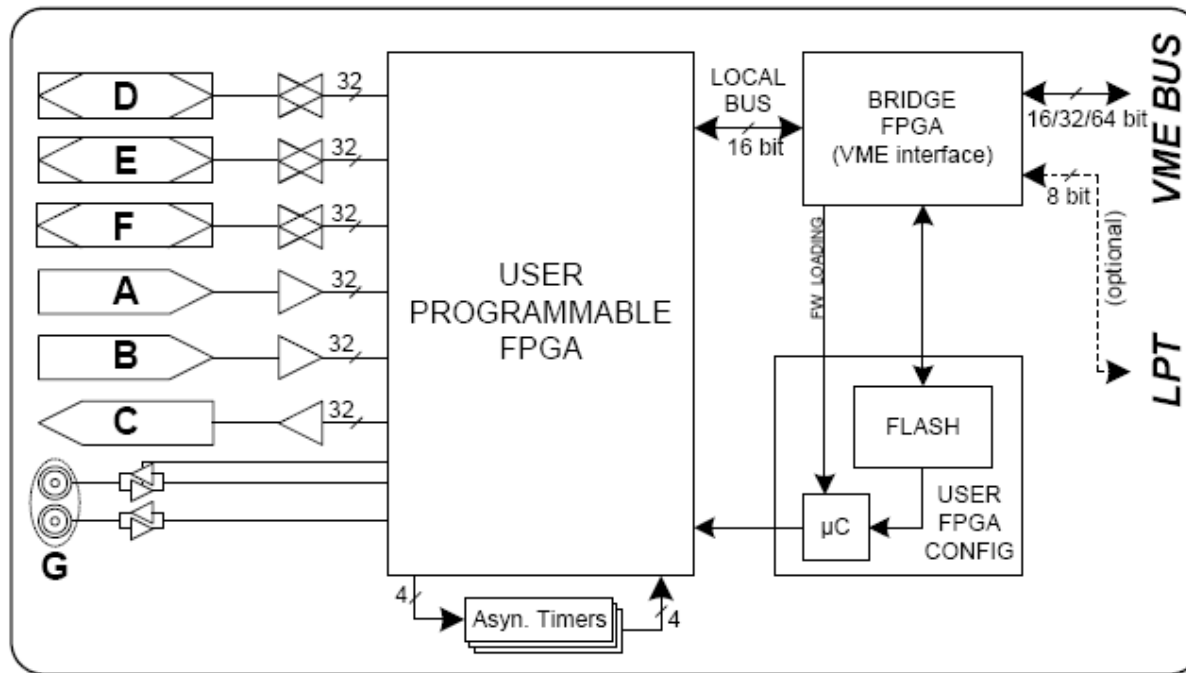 D
32
E
32
F
32
A
32
B
32
C
32
G
USER
PROGRAMMABLE
FPGA
4
Asyn. Timers
4
LOCAL
BUS
16 bit
BRIDGE
FPGA
(VME interface)
16/32/64 bit
8 bit
(optional)
VME BUS
LPT
FW LOADING
FLASH
µC
USER
FPGA
CONFIG